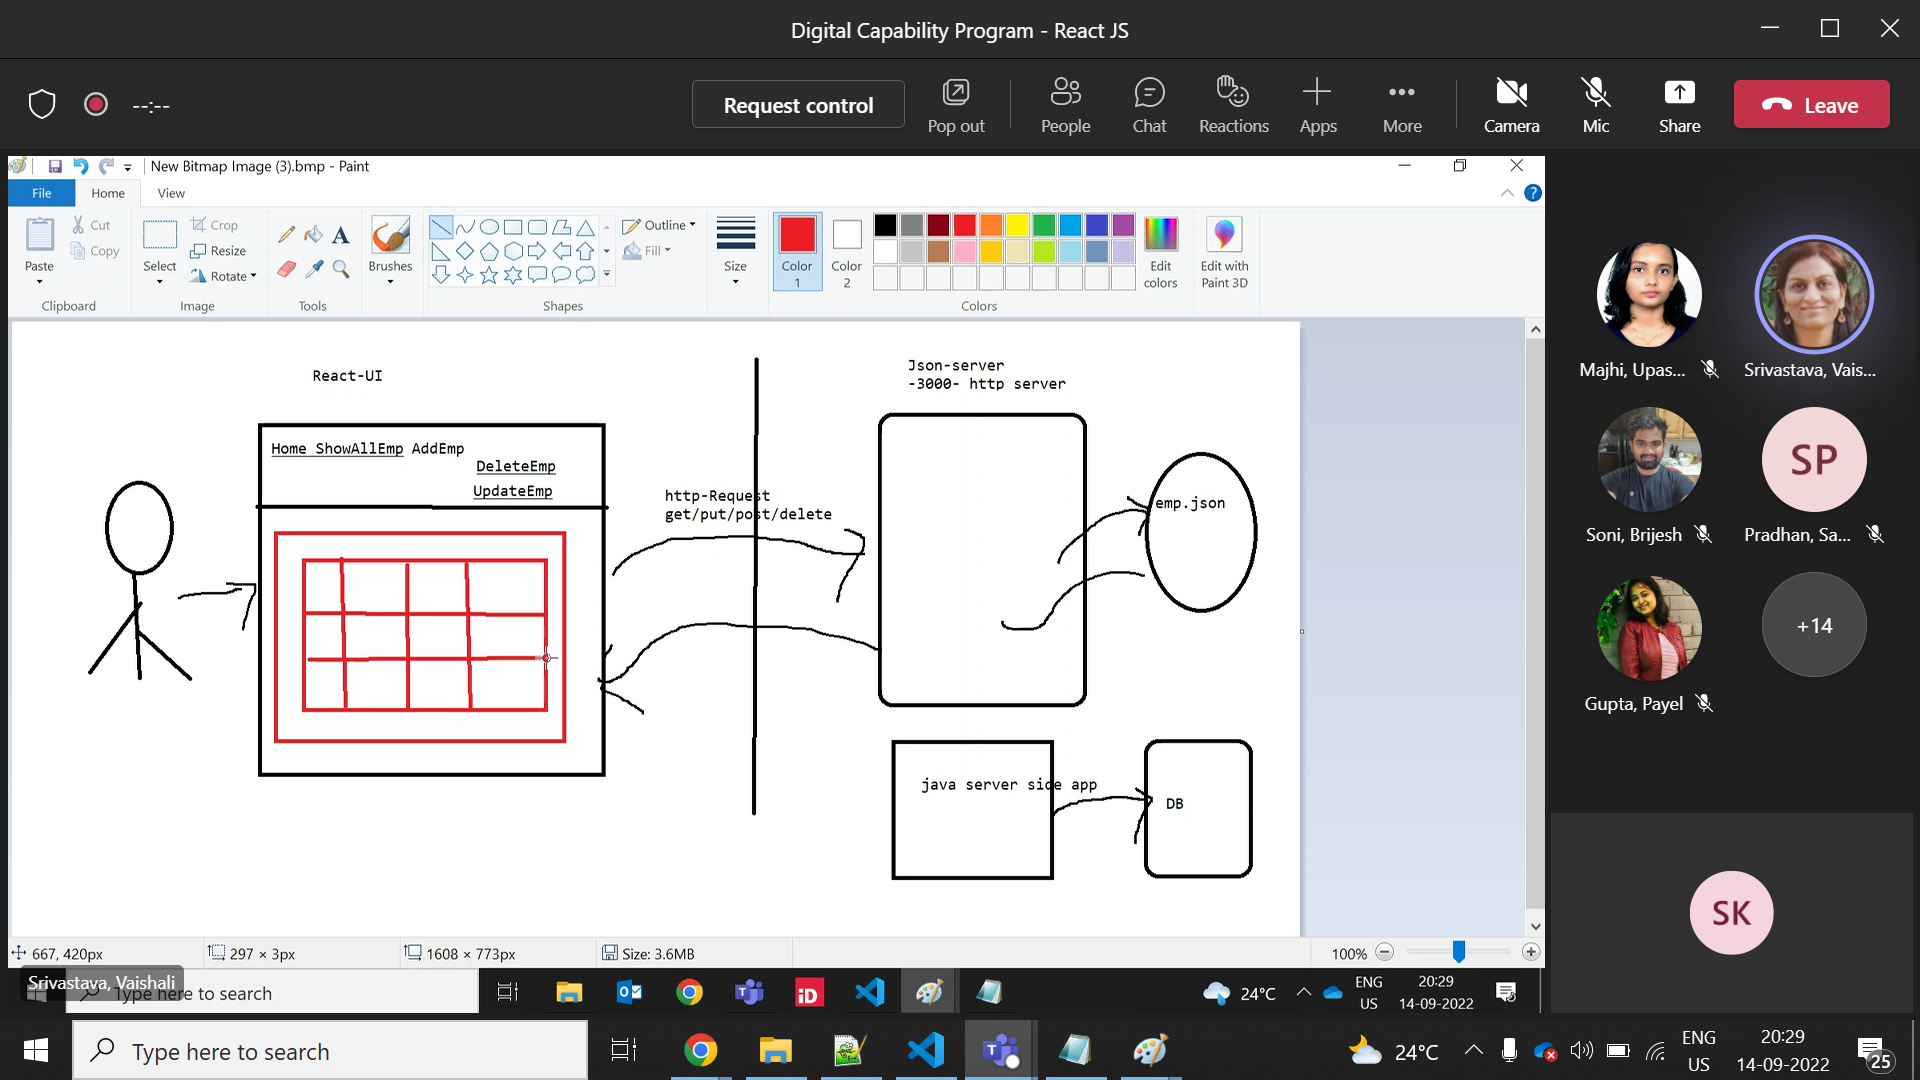 Digital Capability Program - React JS
--:--
Request control
Pop out
People
Chat
Reactions
Apps
More
Camera
Mic
Share
Leave
New Bitmap Image (3).bmp - Paint
File
Home
View
?
Paste
Cut
Copy
Clipboard
Select
Crop
Resize
Rotate
Image
A
Tools
Brushes
Shapes
Outline
Fill
Size
Color
1
Color
2
Colors
Edit
colors
Edit with
Paint 3D
React-UI
Home ShowAllEmp AddEmp
DeleteEmp
UpdateEmp
http-Request
get/put/post/delete
Json-server
-3000- http server
emp.json
java server side app
DB
Majhi, Upas...
Srivastava, Vais...
Soni, Brijesh
SP
Pradhan, Sa...
Gupta, Payel
+14
SK
667, 420px
297 × 3px
1608 × 773px
Size: 3.6MB
100%
Srivastava, Vaishali
Type here to search
iD
24°C
ENG
US
20:29
14-09-2022
Type here to search
24°C
ENG
US
20:29
14-09-2022
25